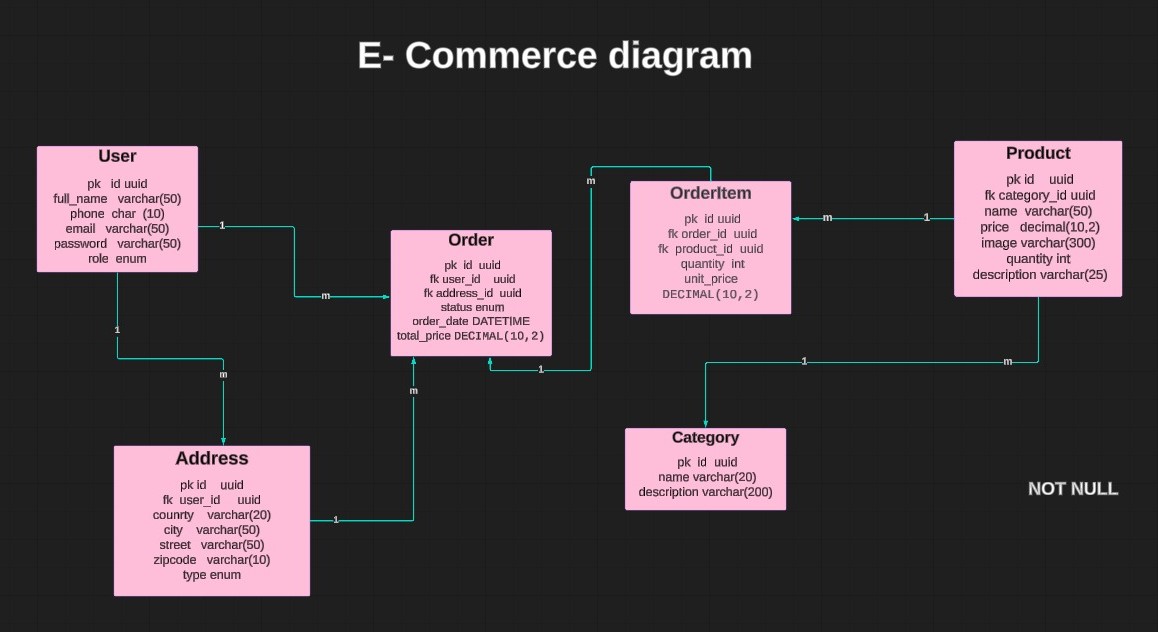 E- Commerce diagram
User
pk id uuid
full_name varchar(50)
phone char (10)
email varchar(50)
password varchar(50)
role enum
1
m
1
m
Order
pk id uuid
fk user_id uuid
fk address_id uuid
status enum
order_date DATETIME
total_price DECIMAL(10,2)
m
1
m
1
OrderItem
pk id uuid
fk order_id uuid
fk product_id uuid
quantity int
unit_price
DECIMAL(10,2)
m
1
Product
pk id uuid
fk category_id uuid
name varchar(50)
price decimal(10,2)
image varchar(300)
quantity int
description varchar(25)
1
m
Address
pk id uuid
fk user_id uuid
counrty varchar(20)
city varchar(50)
street varchar(50)
zipcode varchar(10)
type enum
Category
pk id uuid
name varchar(20)
description varchar(200)
NOT NULL